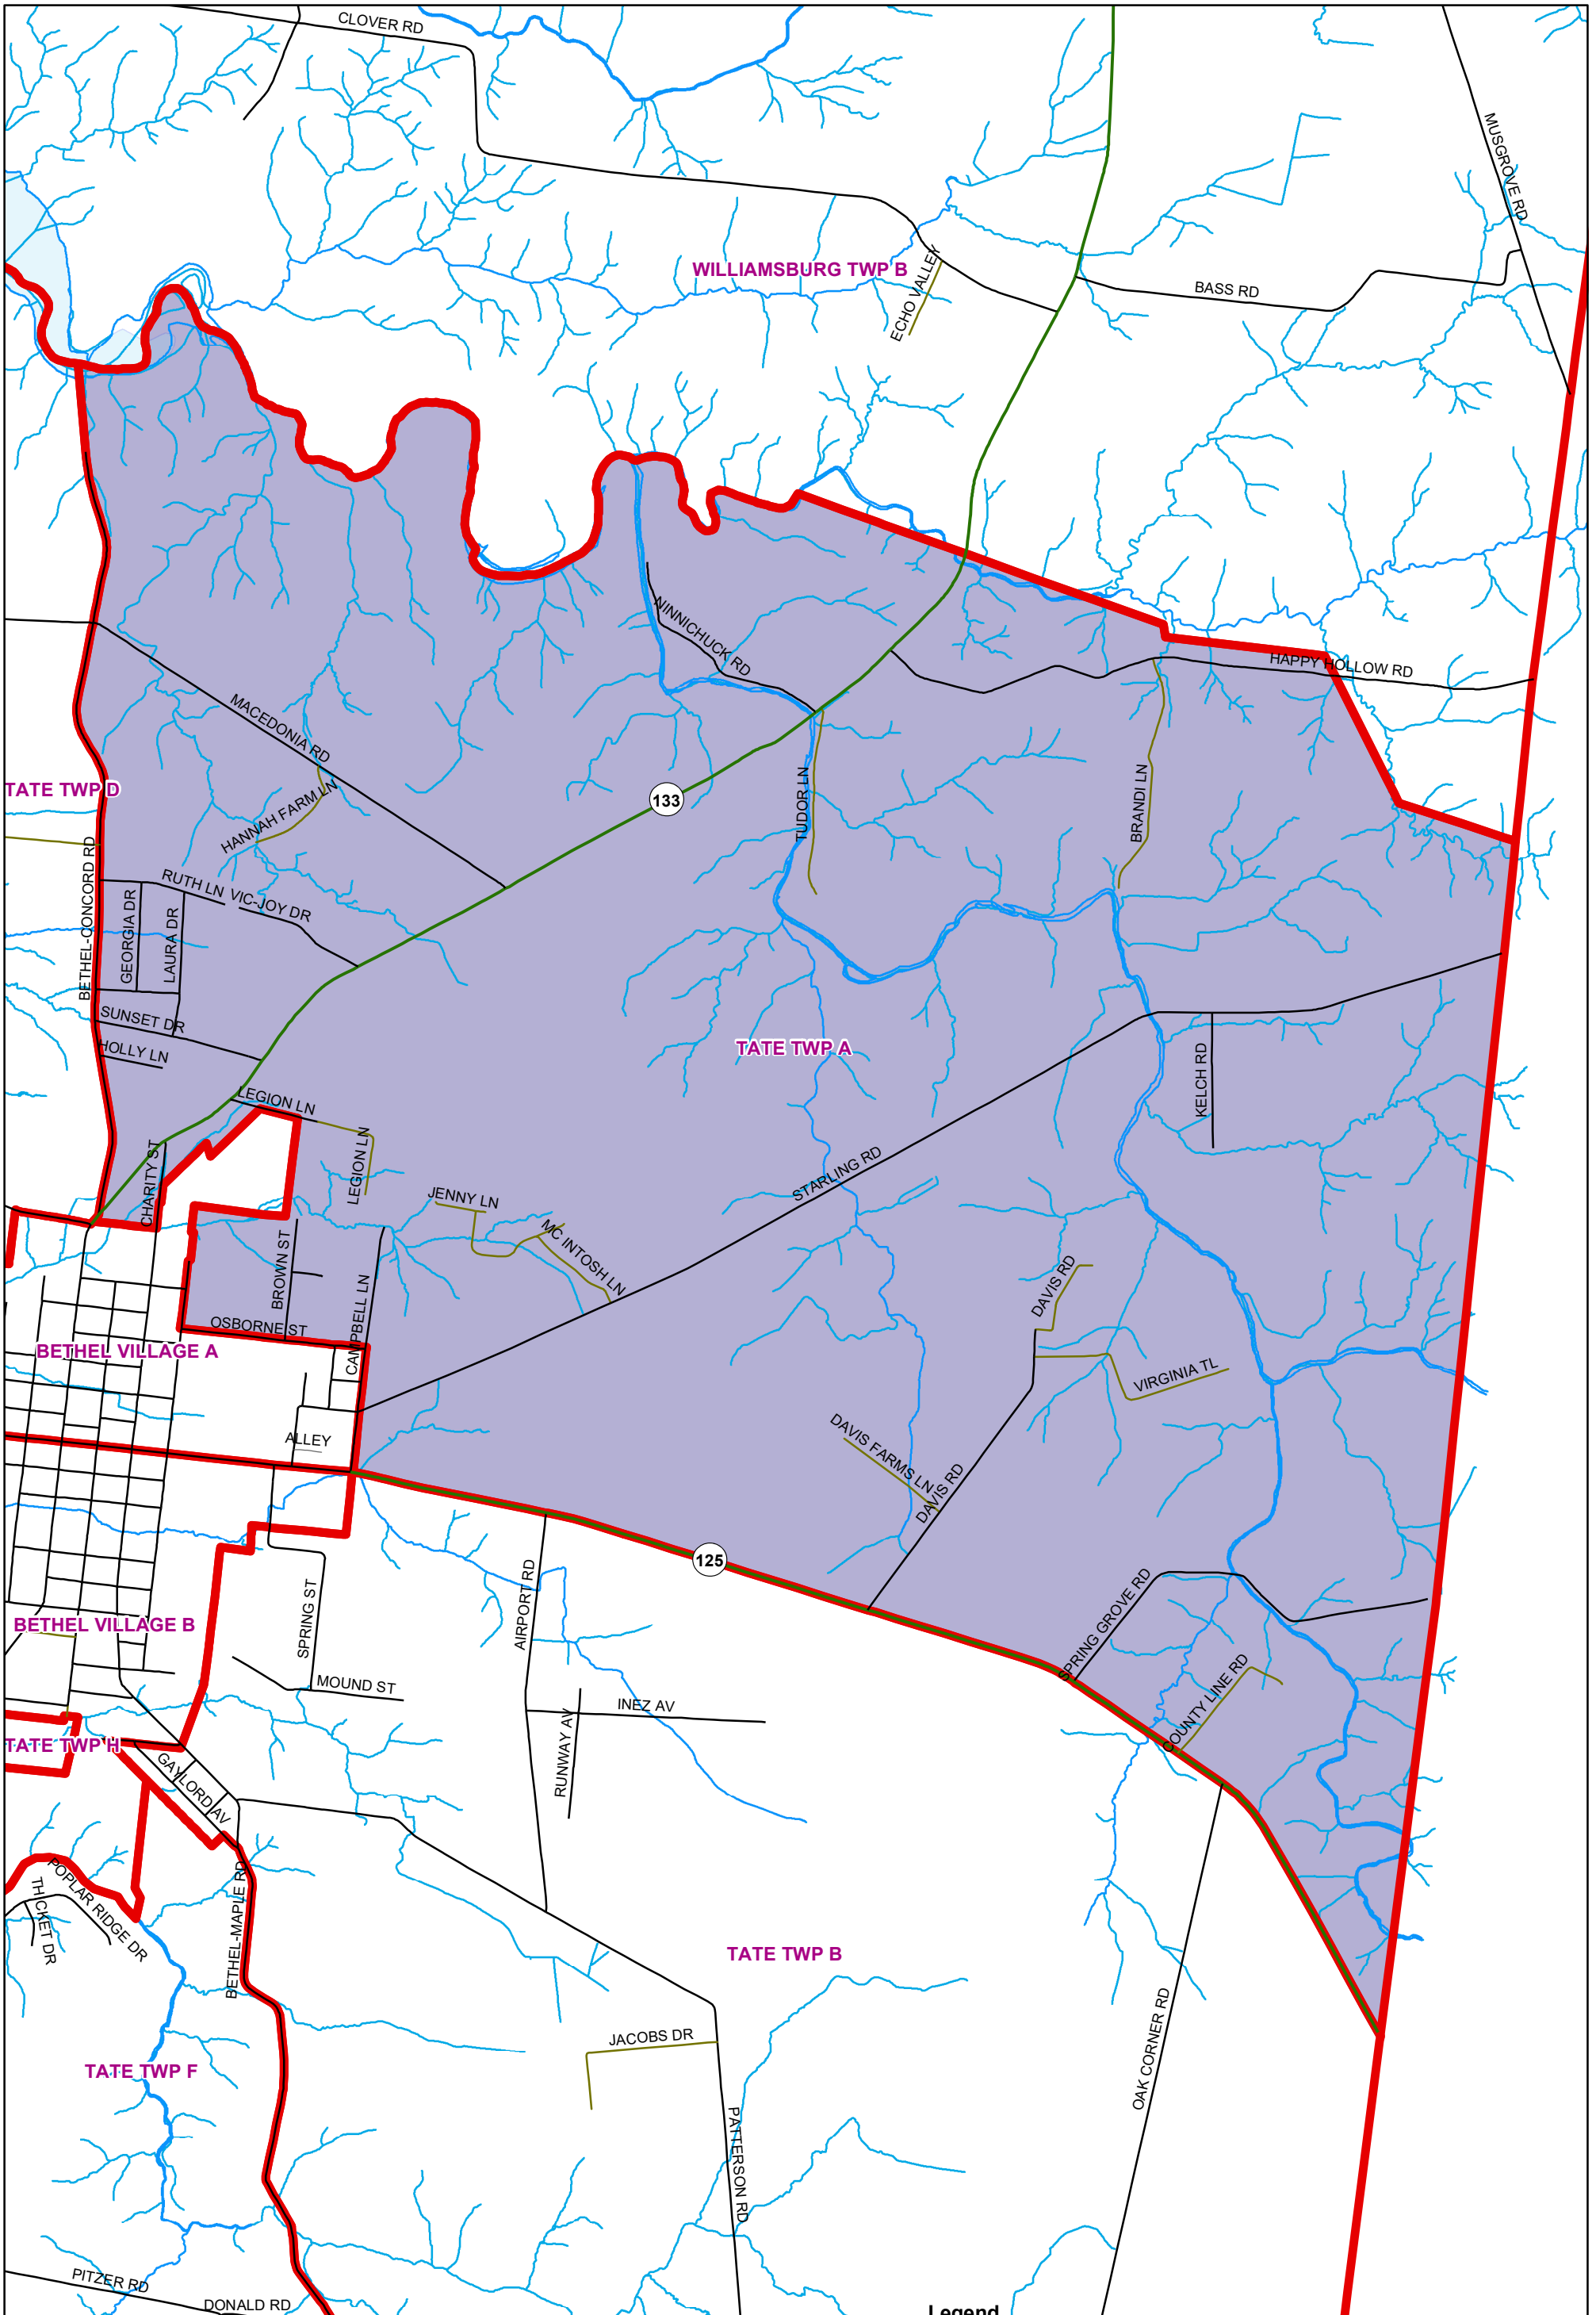 CLOVER RD
MUSGROVE RD
WILLIAMSBURG TWP B
ECHO VALLEY
BASS RD
NINNICHUCK RD
HAPPY HOLLOW RD
MACEDONIA RD
TATE TWP D
133
TUDOR LN
BRANDI LN
HANNAH FARM LN
BETHEL-CONCORD RD
RUTH LN
VIC-JOY DR
GEORGIA DR
LAURA DR
SUNSET DR
HOLLY LN
TATE TWP A
KELCH RD
LEGION LN
LEGION LN
CHARITY ST
STARLING RD
JENNY LN
MC INTOSH LN
BROWN ST
CAMPBELL LN
DAVIS RD
OSBORNE ST
BETHEL VILLAGE A
VIRGINIA TL
ALLEY
DAVIS FARMS LN
DAVIS RD
125
AIRPORT RD
SPRING GROVE RD
BETHEL VILLAGE B
SPRING ST
COUNTY LINE RD
MOUND ST
INEZ AV
RUNWAY AV
TATE TWP H
GAYLORD AV
POPLAR RIDGE DR
THICKET DR
BETHEL-MAPLE RD
TATE TWP B
OAK CORNER RD
JACOBS DR
TATE TWP F
PATTERSON RD
PITZER RD
DONALD RD
Legend